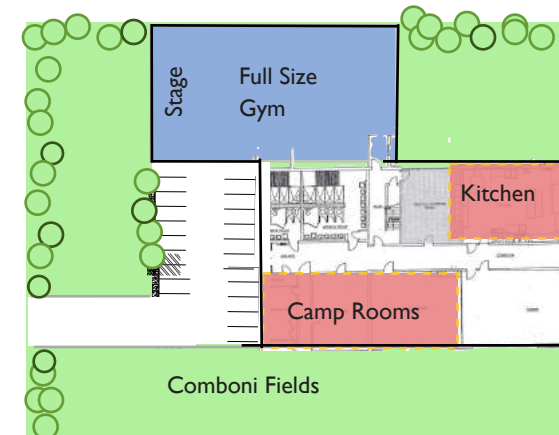 Stage
Full Size
Gym
Kitchen
Camp Rooms
Comboni Fields